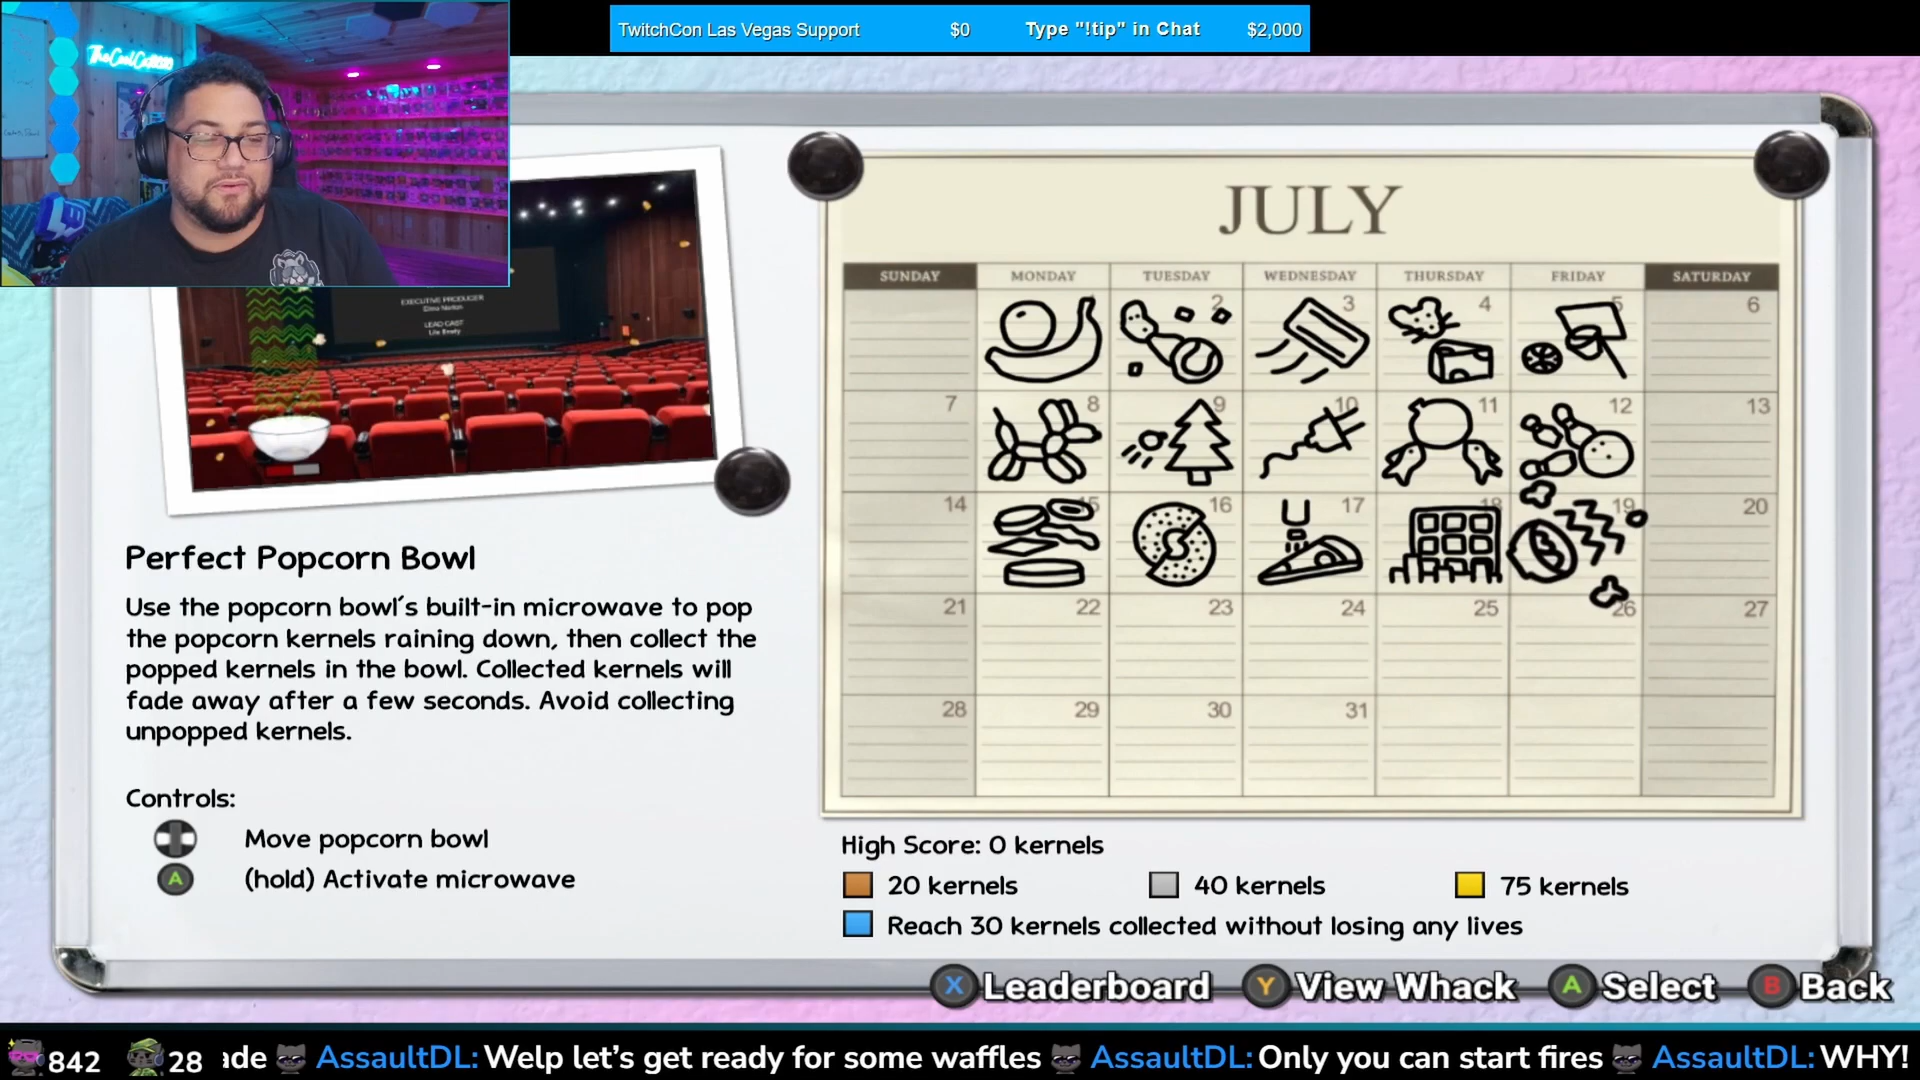 TwitchCon Las Vegas Support $0 Type "!tip" in Chat $2,000
TheCoolCat1020
EXECUTIVE PRODUCER
LEAD CAST
JULY
SUNDAY MONDAY TUESDAY WEDNESDAY THURSDAY FRIDAY SATURDAY
2 3 4 5 6
7 8 9 10 11 12 13
14 15 16 17 18 19 20
21 22 23 24 25 26 27
28 29 30 31
Perfect Popcorn Bowl
Use the popcorn bowl's built-in microwave to pop
the popcorn kernels raining down, then collect the
popped kernels in the bowl. Collected kernels will
fade away after a few seconds. Avoid collecting
unpopped kernels.
Controls:
Move popcorn bowl
A (hold) Activate microwave
High Score: 0 kernels
20 kernels 40 kernels 75 kernels
Reach 30 kernels collected without losing any lives
X Leaderboard Y View Whack A Select B Back
842 28 ade AssaultDL: Welp let's get ready for some waffles AssaultDL: Only you can start fires AssaultDL: WHY!